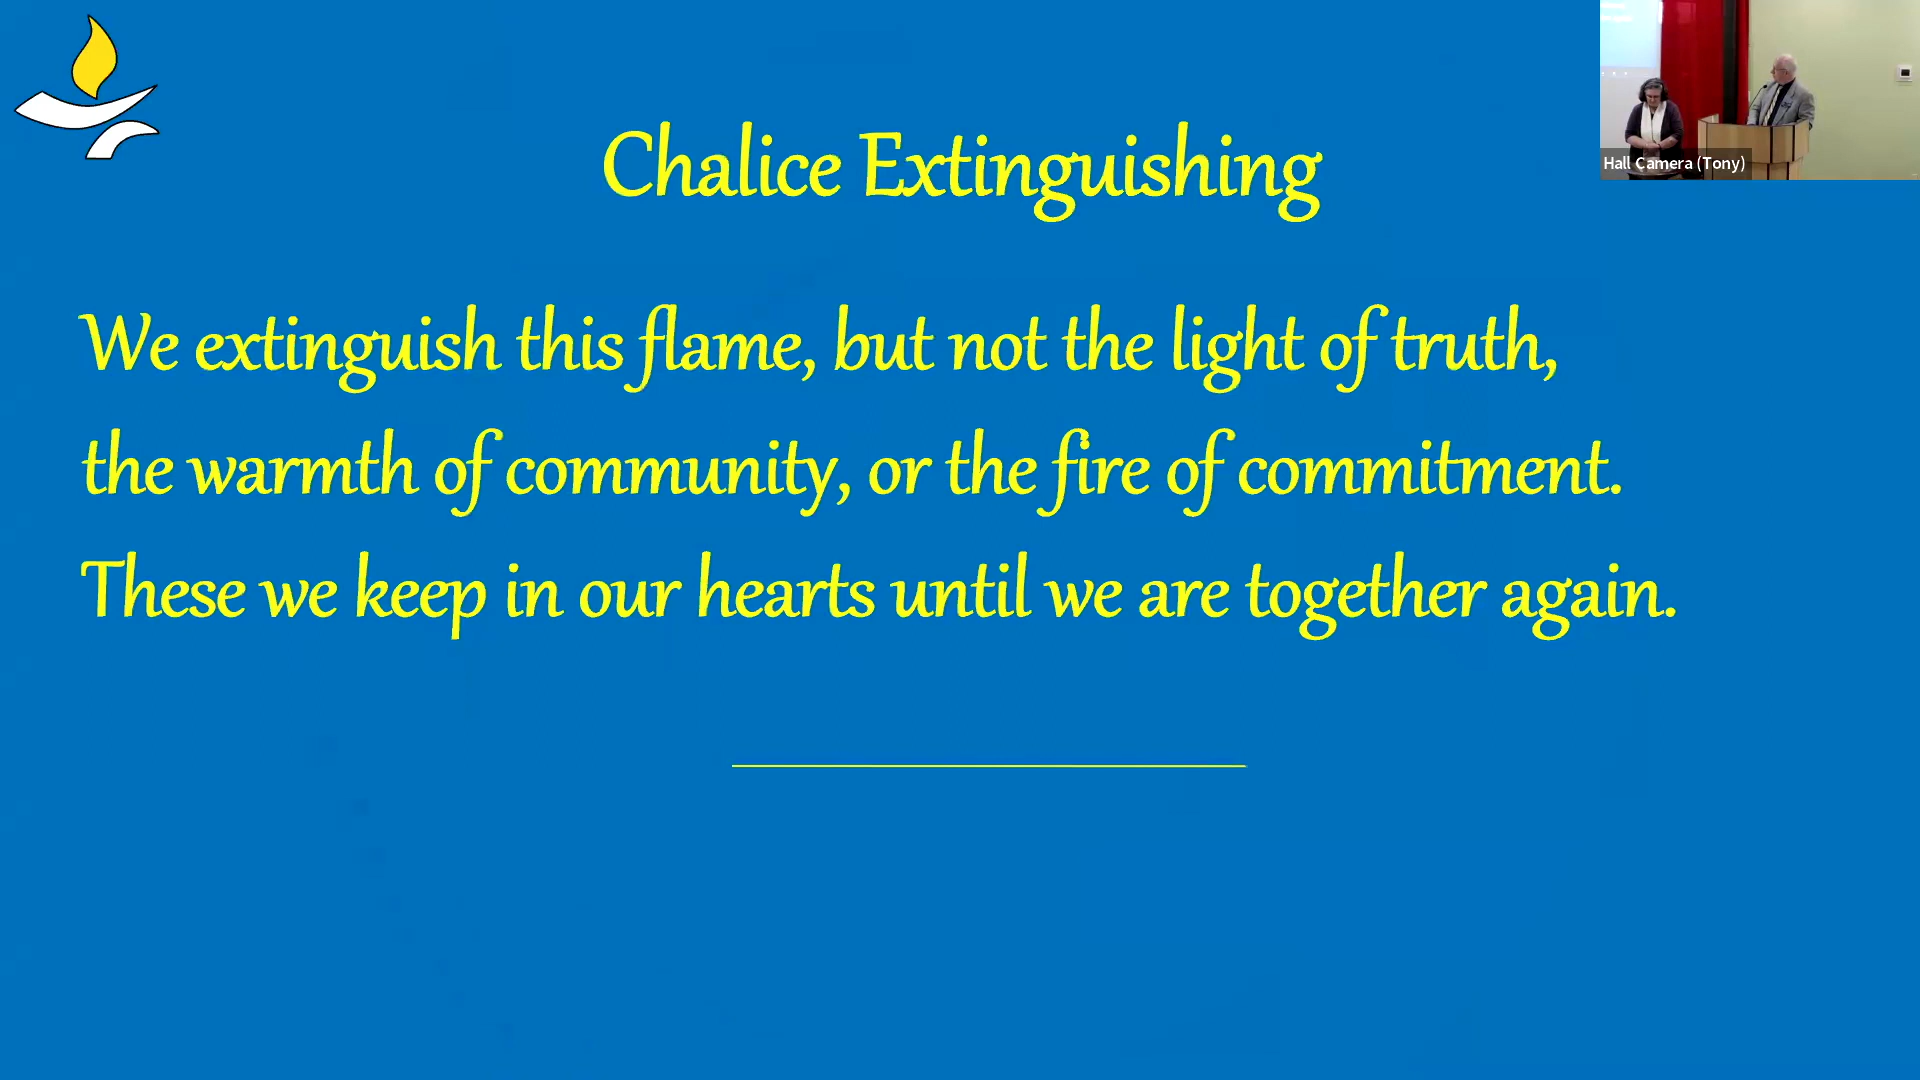 Chalice Extinguishing
We extinguish this flame, but not the light of truth,
the warmth of community, or the fire of commitment.
These we keep in our hearts until we are together again.
Hall Camera (Tony)